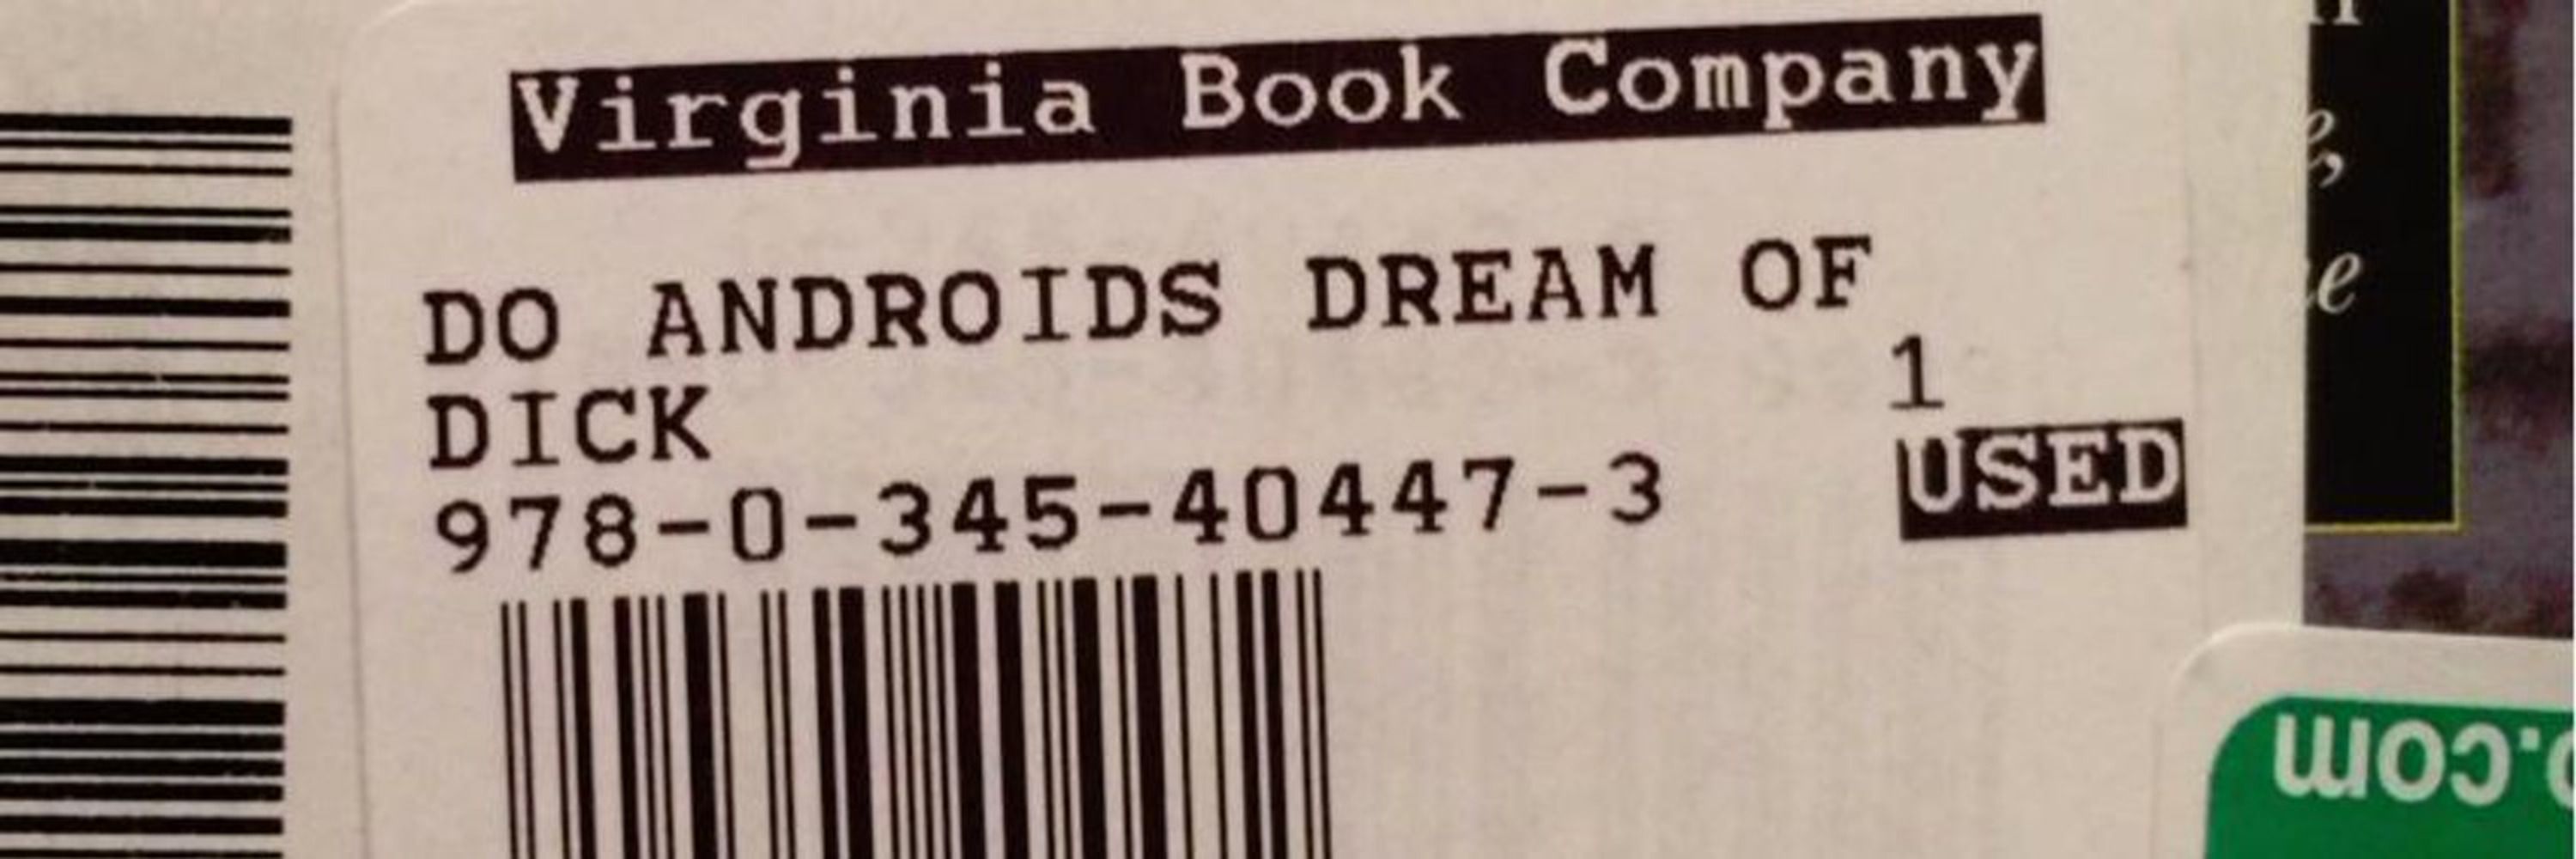 Virginia Book Company
DO ANDROIDS DREAM OF
1
DICK
978-0-345-40447-3
USED
.com